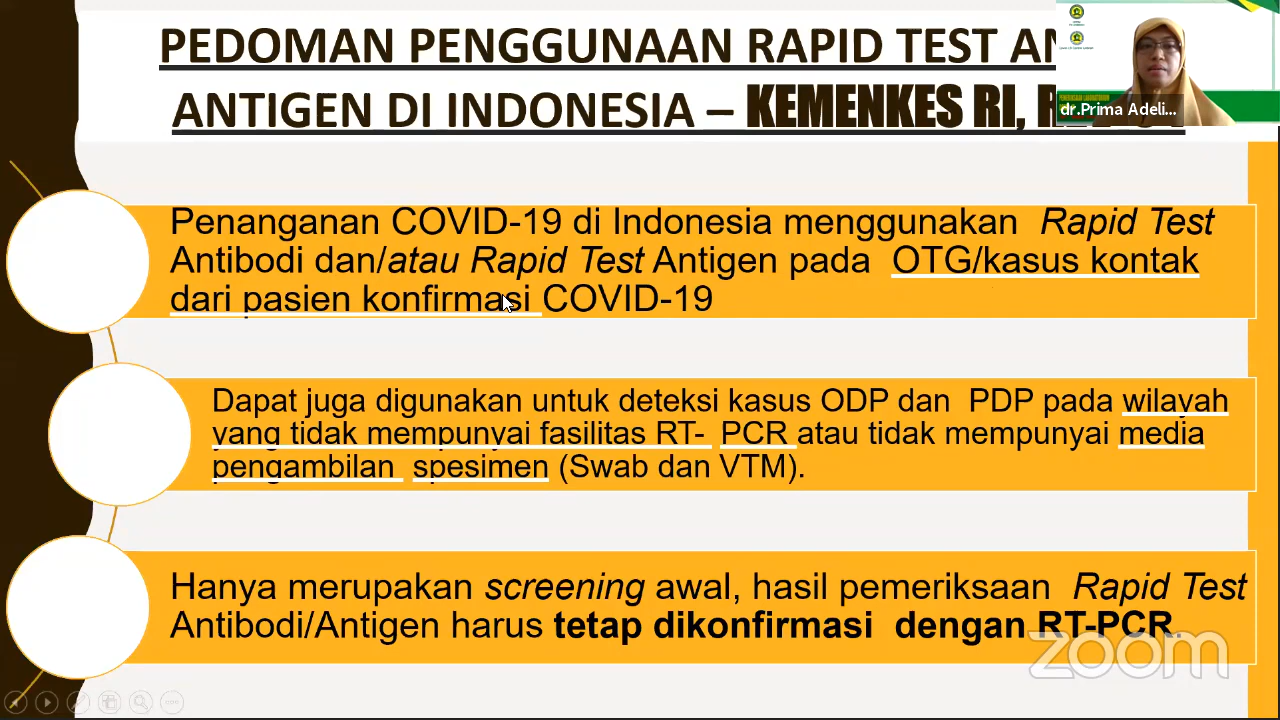 PEDOMAN PENGGUNAAN RAPID TEST
ANTIGEN DI INDONESIA – KEMENKES RI,
dr.Prima Adeli...
Penanganan COVID-19 di Indonesia menggunakan Rapid Test
Antibodi dan/atau Rapid Test Antigen pada OTG/kasus kontak
dari pasien konfirmasi COVID-19
Dapat juga digunakan untuk deteksi kasus ODP dan PDP pada wilayah
yang tidak mempunyai fasilitas RT- PCR atau tidak mempunyai media
pengambilan spesimen (Swab dan VTM).
Hanya merupakan screening awal, hasil pemeriksaan Rapid Test
Antibodi/Antigen harus tetap dikonfirmasi dengan RT-PCR.
zoom